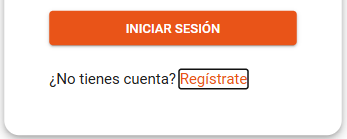 INICIAR SESIÓN
¿No tienes cuenta? Regístrate